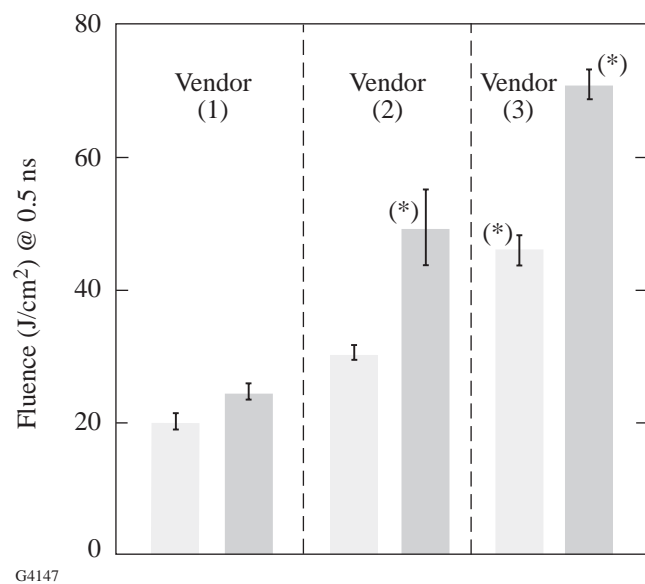 80
60
40
20
0
Fluence (J/cm²) @ 0.5 ns
Vendor
(1)
Vendor
(2)
Vendor
(3)
(*)
(*)
(*)
G4147